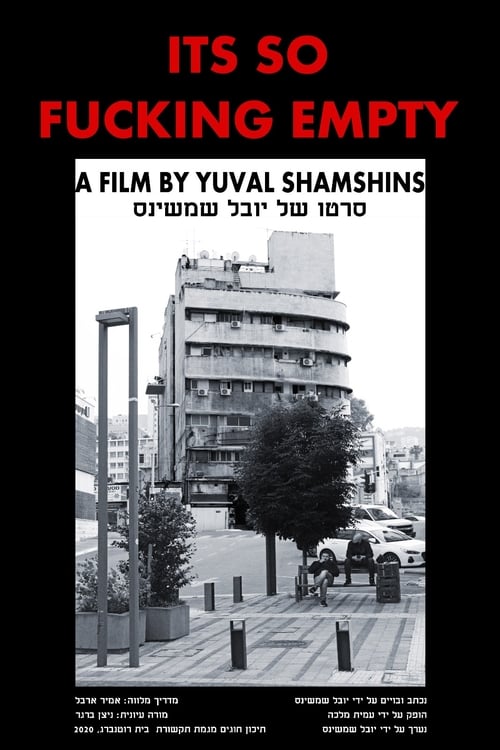 ITS SO
FUCKING EMPTY
A FILM BY YUVAL SHAMSHINS
סרטו של יובל שמשינס
נכתב ובויים על ידי יובל שמשינס
הופק על ידי עמית מלכה
נערך על ידי יובל שמשינס
מדריך מלווה: אמיר ארבל
מורה עיונית: ניצן ברגר
תיכון חוגים מגמת תקשורת בית רוטנברג, 2020